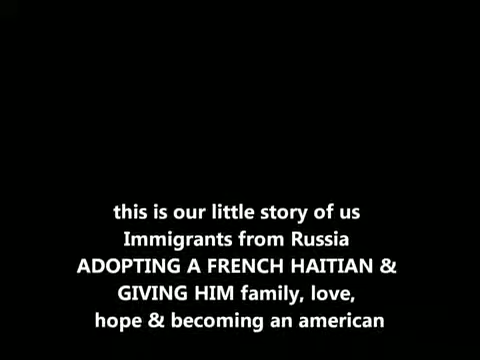 this is our little story of us
Immigrants from Russia
ADOPTING A FRENCH HAITIAN &
GIVING HIM family, love,
hope & becoming an american